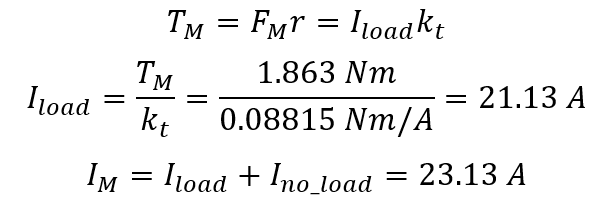 T_M = F_M r = I_load k_t
I_load = T_M / k_t = 1.863 Nm / 0.08815 Nm/A = 21.13 A
I_M = I_load + I_no_load = 23.13 A